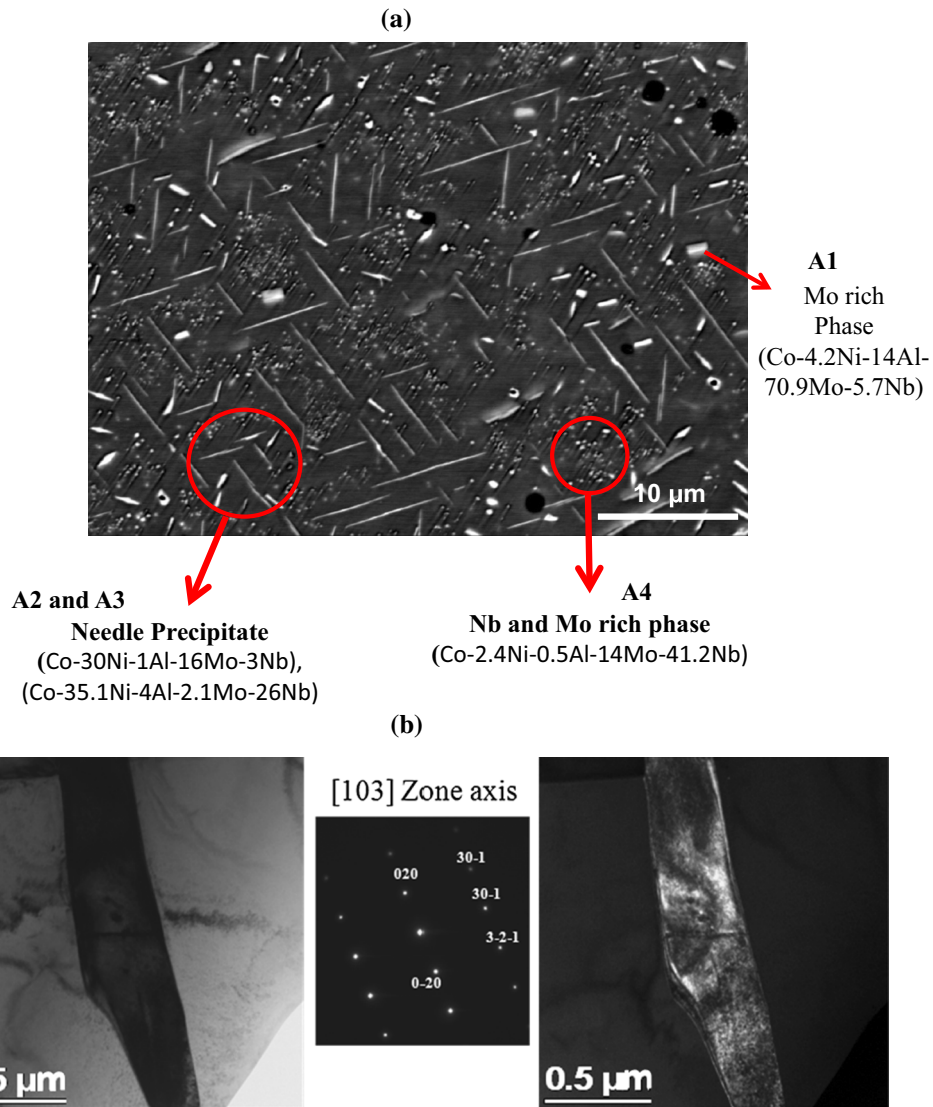 (a)
A1
Mo rich
Phase
(Co-4.2Ni-14Al-
70.9Mo-5.7Nb)
10 µm
A2 and A3
Needle Precipitate
(Co-30Ni-1Al-16Mo-3Nb),
(Co-35.1Ni-4Al-2.1Mo-26Nb)
A4
Nb and Mo rich phase
(Co-2.4Ni-0.5Al-14Mo-41.2Nb)
(b)
[103] Zone axis
30-1
020
30-1
3-2-1
0-20
5 µm
0.5 µm